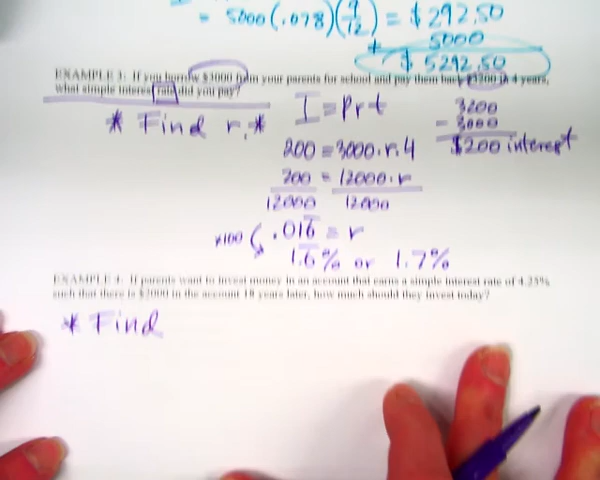 = 5000(.078)(9/12) = $292.50
+ 5000
$5292.50
EXAMPLE 3: If you borrow $3000 from your parents for school and pay them back $3200 in 4 years,
what simple interest rate did you pay?
* Find r. *
I = Prt
3200
- 3000
$200 interest
200 = 3000·r·4
200 = 12000·r
12000 12000
.016̅ = r
x100
1.6̅% or 1.7%
EXAMPLE 4: If parents want to invest money in an account that earns a simple interest rate of 4.25%
such that there is $2000 in the account 18 years later, how much should they invest today?
* Find